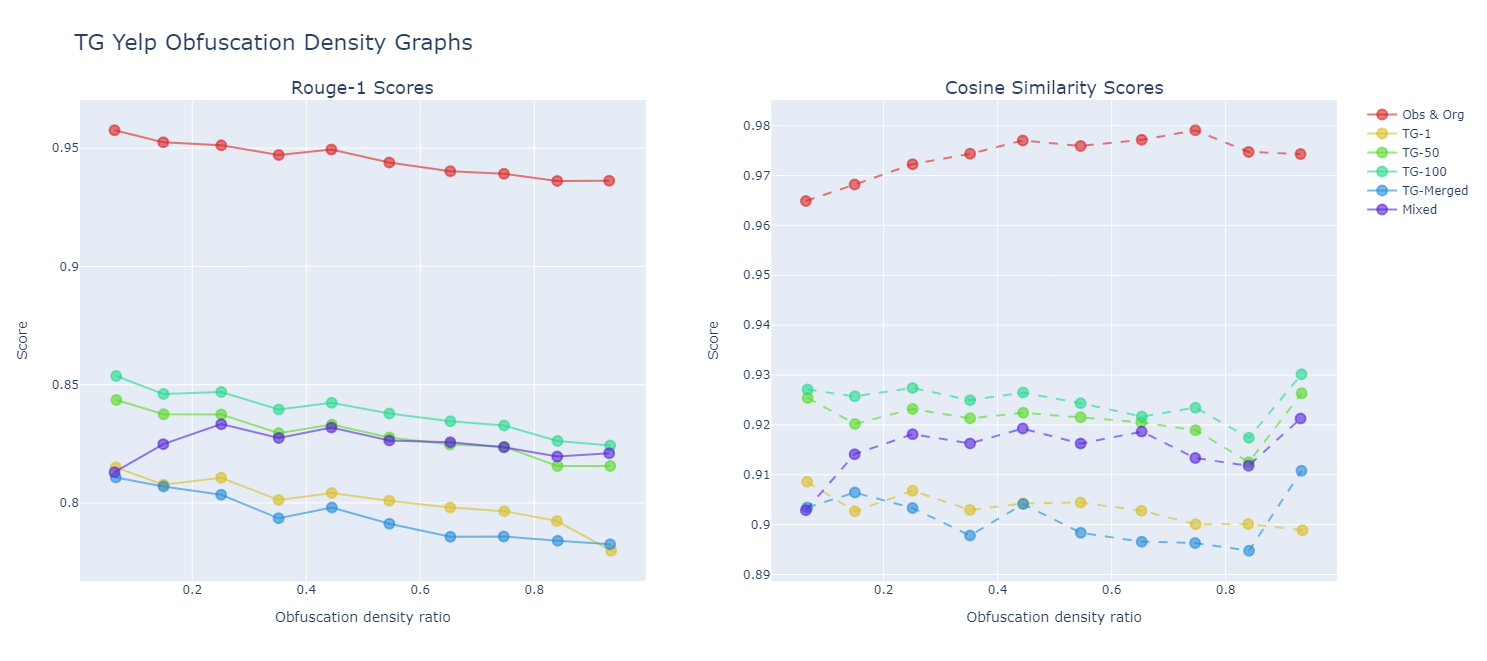 TG Yelp Obfuscation Density Graphs
Rouge-1 Scores
0.95
0.9
0.85
0.8
Score
0.2 0.4 0.6 0.8
Obfuscation density ratio
Cosine Similarity Scores
0.98
0.97
0.96
0.95
0.94
0.93
0.92
0.91
0.9
0.89
Score
0.2 0.4 0.6 0.8
Obfuscation density ratio
Obs & Org
TG-1
TG-50
TG-100
TG-Merged
Mixed